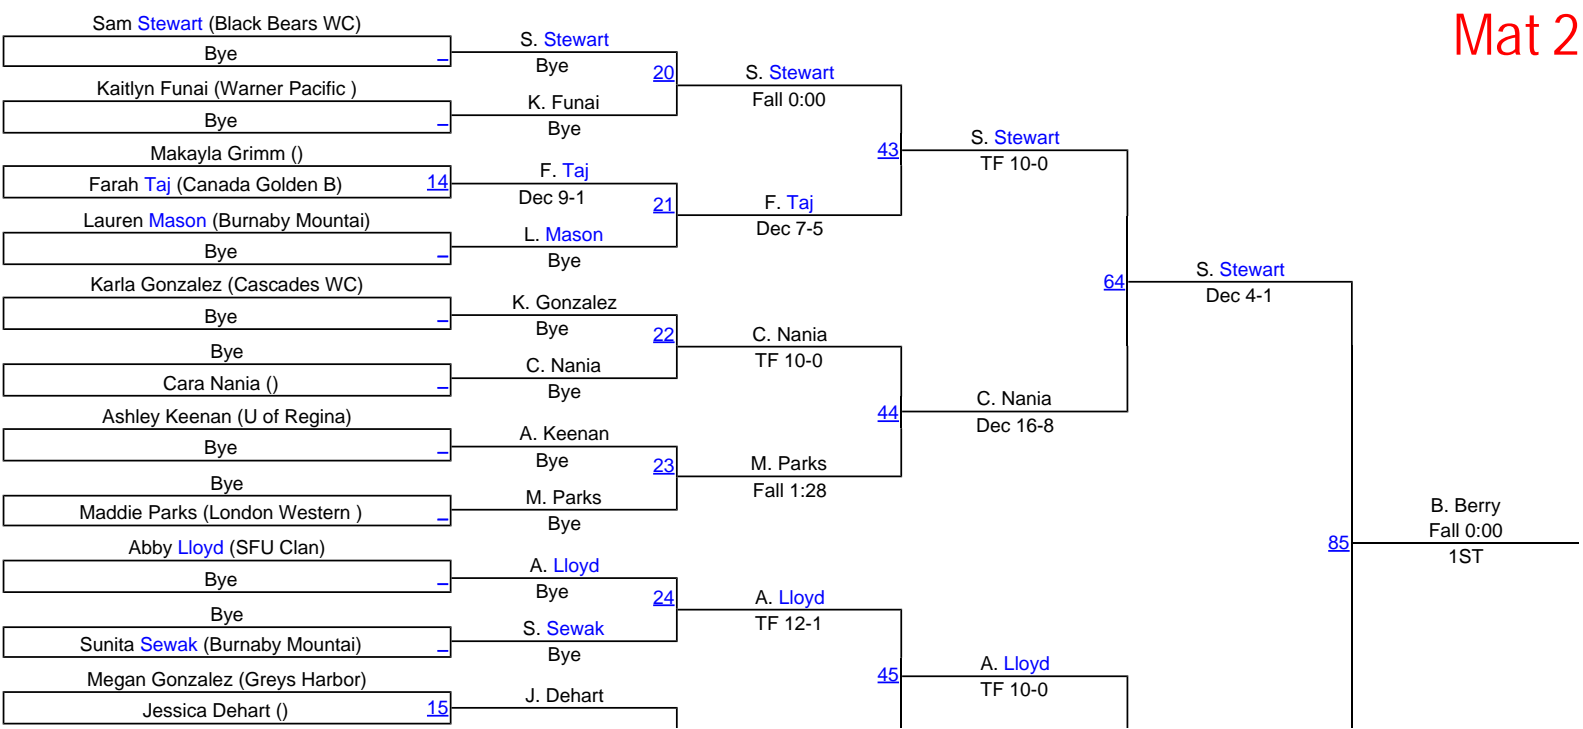 Mat 2
Sam Stewart (Black Bears WC)
Bye
Kaitlyn Funai (Warner Pacific )
Bye
Makayla Grimm ()
Farah Taj (Canada Golden B) 14
Lauren Mason (Burnaby Mountai)
Bye
Karla Gonzalez (Cascades WC)
Bye
Bye
Cara Nania ()
Ashley Keenan (U of Regina)
Bye
Bye
Maddie Parks (London Western )
Abby Lloyd (SFU Clan)
Bye
Bye
Sunita Sewak (Burnaby Mountai)
Megan Gonzalez (Greys Harbor)
Jessica Dehart () 15
S. Stewart
Bye
20
K. Funai
Bye
F. Taj
Dec 9-1
21
L. Mason
Bye
K. Gonzalez
Bye
22
C. Nania
Bye
A. Keenan
Bye
23
M. Parks
Bye
A. Lloyd
Bye
24
S. Sewak
Bye
J. Dehart
S. Stewart
Fall 0:00
43
F. Taj
Dec 7-5
C. Nania
TF 10-0
44
M. Parks
Fall 1:28
A. Lloyd
TF 12-1
45
S. Stewart
TF 10-0
64
C. Nania
Dec 16-8
A. Lloyd
TF 10-0
S. Stewart
Dec 4-1
85
B. Berry
Fall 0:00
1ST